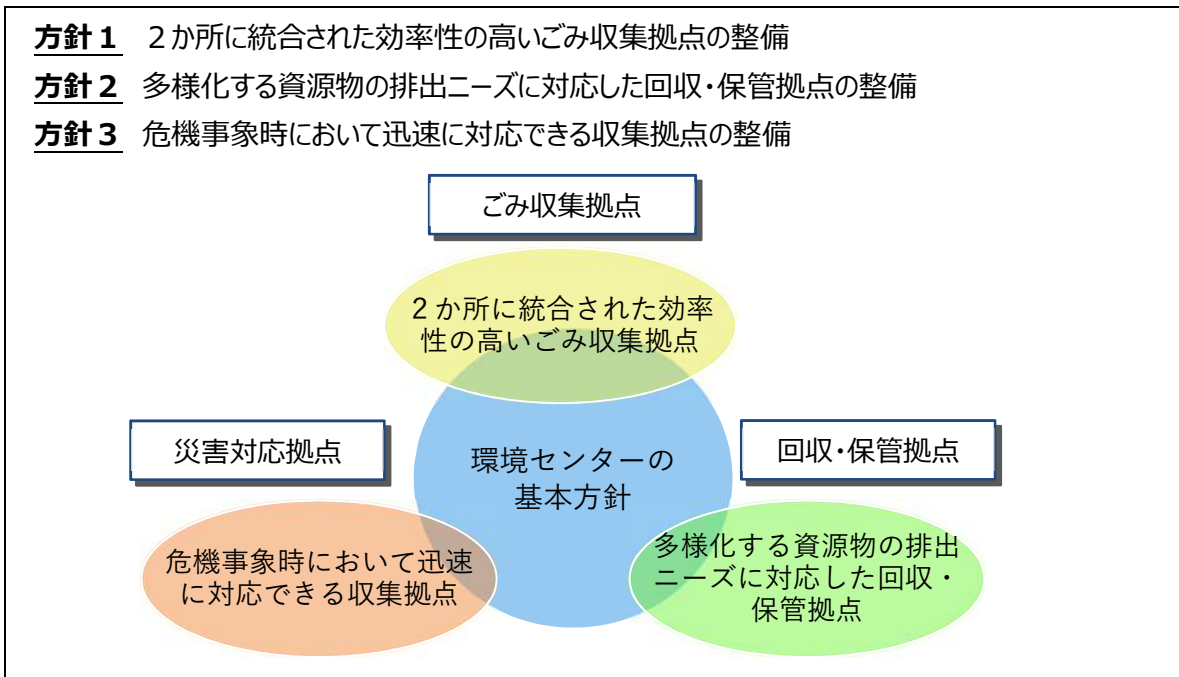 方針1 2か所に統合された効率性の高いごみ収集拠点の整備
方針2 多様化する資源物の排出ニーズに対応した回収・保管拠点の整備
方針3 危機事象時において迅速に対応できる収集拠点の整備
ごみ収集拠点
2か所に統合された効率
性の高いごみ収集拠点
災害対応拠点
環境センターの
基本方針
回収・保管拠点
危機事象時において迅速
に対応できる収集拠点
多様化する資源物の排出
ニーズに対応した回収・
保管拠点